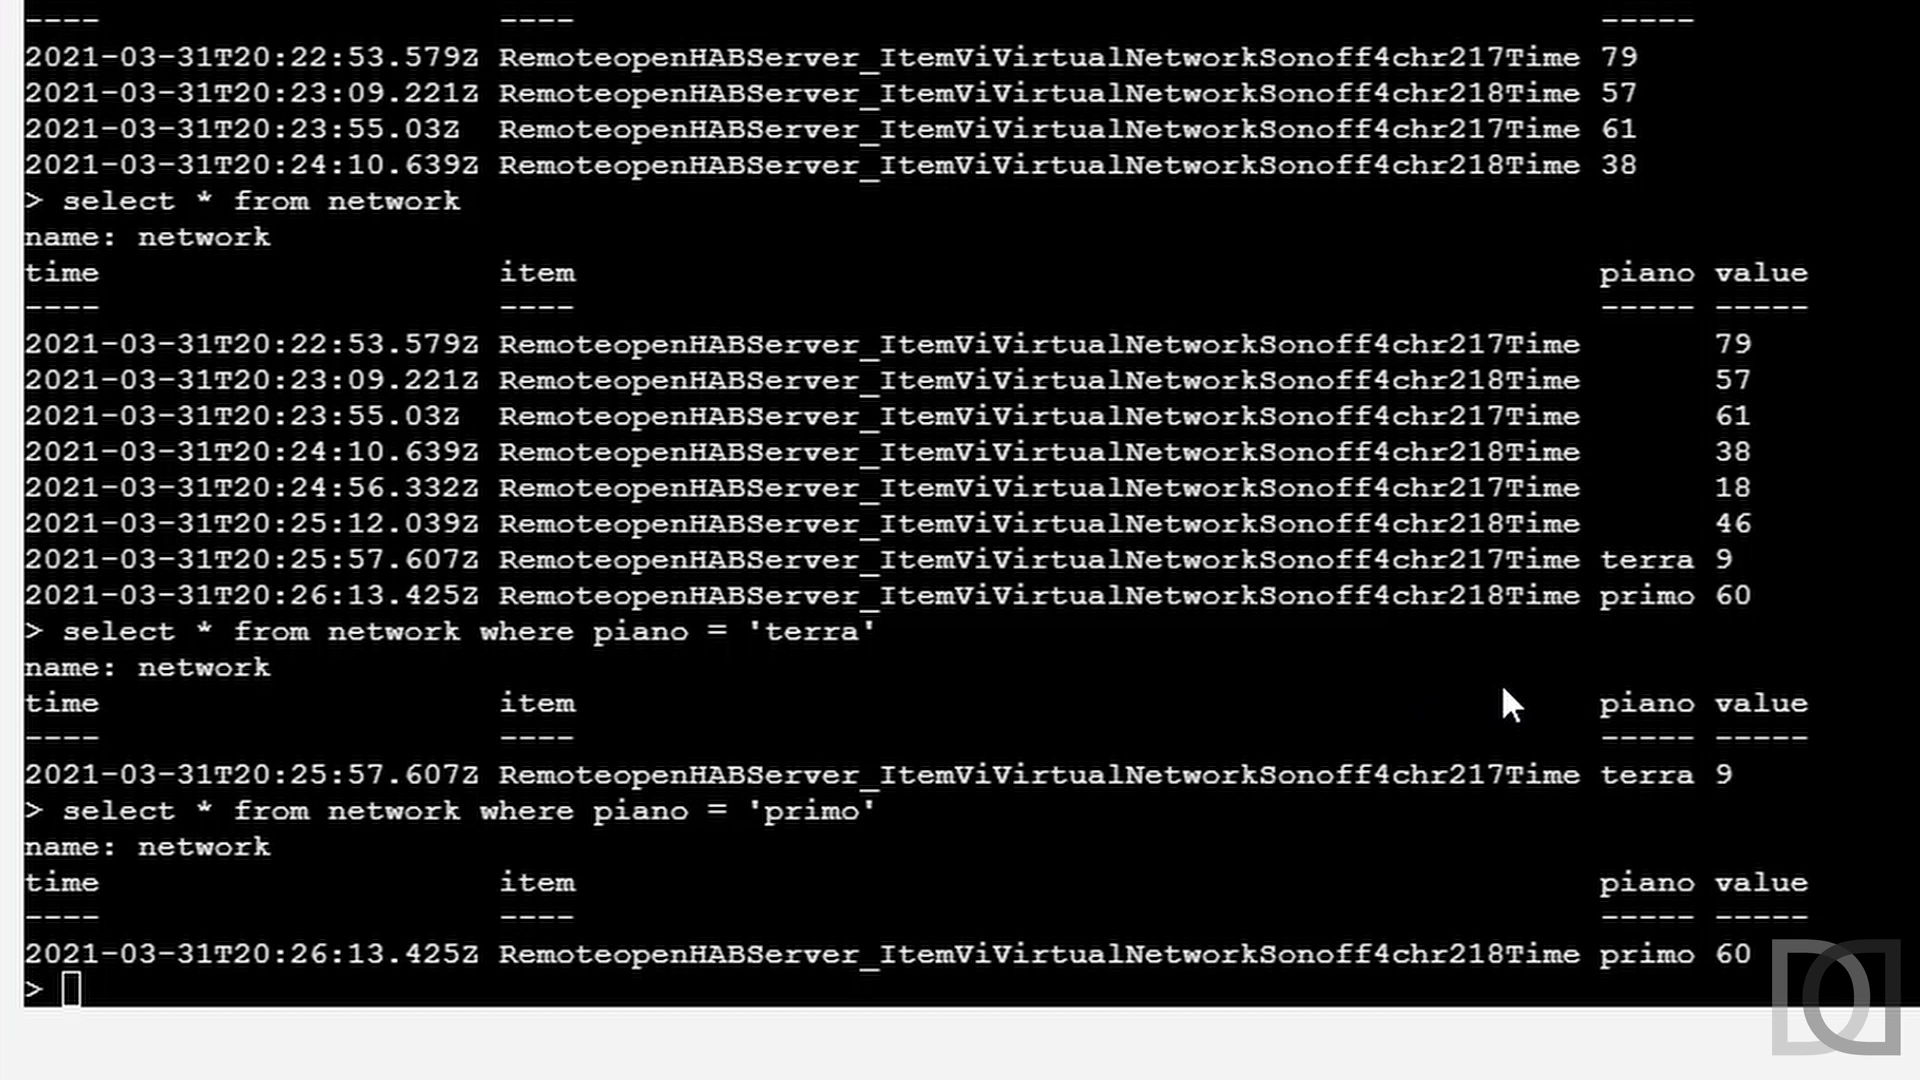 ---- ---- -----
2021-03-31T20:22:53.579Z RemoteopenHABServer_ItemViVirtualNetworkSonoff4chr217Time 79
2021-03-31T20:23:09.221Z RemoteopenHABServer_ItemViVirtualNetworkSonoff4chr218Time 57
2021-03-31T20:23:55.03Z RemoteopenHABServer_ItemViVirtualNetworkSonoff4chr217Time 61
2021-03-31T20:24:10.639Z RemoteopenHABServer_ItemViVirtualNetworkSonoff4chr218Time 38
> select * from network
name: network
time item piano value
---- ---- ----- -----
2021-03-31T20:22:53.579Z RemoteopenHABServer_ItemViVirtualNetworkSonoff4chr217Time 79
2021-03-31T20:23:09.221Z RemoteopenHABServer_ItemViVirtualNetworkSonoff4chr218Time 57
2021-03-31T20:23:55.03Z RemoteopenHABServer_ItemViVirtualNetworkSonoff4chr217Time 61
2021-03-31T20:24:10.639Z RemoteopenHABServer_ItemViVirtualNetworkSonoff4chr218Time 38
2021-03-31T20:24:56.332Z RemoteopenHABServer_ItemViVirtualNetworkSonoff4chr217Time 18
2021-03-31T20:25:12.039Z RemoteopenHABServer_ItemViVirtualNetworkSonoff4chr218Time 46
2021-03-31T20:25:57.607Z RemoteopenHABServer_ItemViVirtualNetworkSonoff4chr217Time terra 9
2021-03-31T20:26:13.425Z RemoteopenHABServer_ItemViVirtualNetworkSonoff4chr218Time primo 60
> select * from network where piano = 'terra'
name: network
time item piano value
---- ---- ----- -----
2021-03-31T20:25:57.607Z RemoteopenHABServer_ItemViVirtualNetworkSonoff4chr217Time terra 9
> select * from network where piano = 'primo'
name: network
time item piano value
---- ---- ----- -----
2021-03-31T20:26:13.425Z RemoteopenHABServer_ItemViVirtualNetworkSonoff4chr218Time primo 60
>